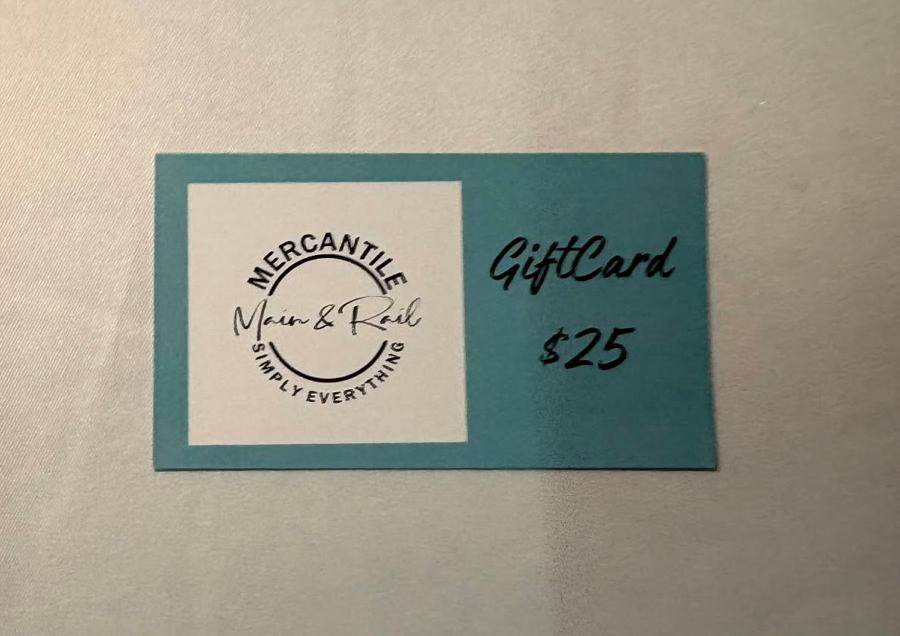 MERCANTILE
Main & Rail
SIMPLY EVERYTHING
GiftCard
$25